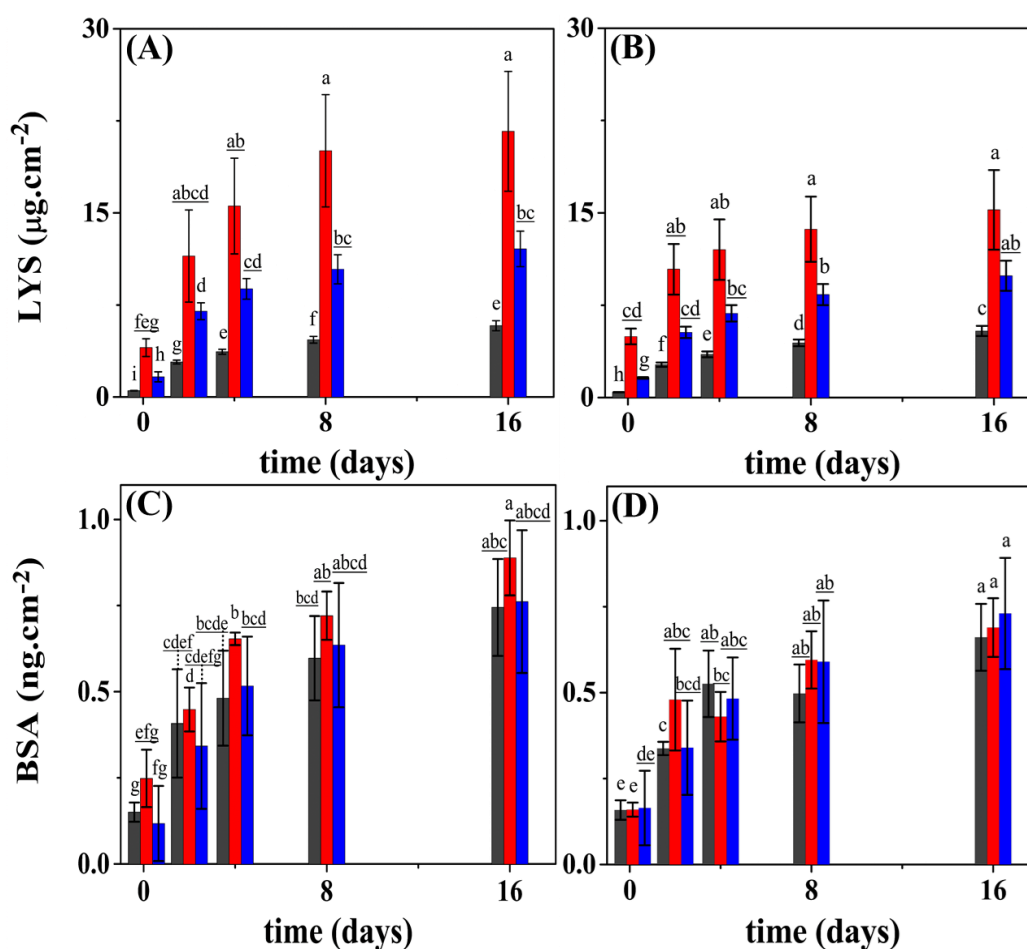 LYS (μg.cm⁻²)
30
15
0
(A)
i
feg
h
g
abcd
d
e
ab
cd
f
a
bc
e
a
bc
0
8
16
time (days)
30
15
0
(B)
h
cd
g
f
ab
cd
e
ab
bc
d
a
b
c
a
ab
0
8
16
time (days)
BSA (ng.cm⁻²)
1.0
0.5
0.0
(C)
g
efg
fg
cdef
d
cdefg
bcde
b
bcd
bcd
ab
abcd
abc
a
abcd
0
8
16
time (days)
1.0
0.5
0.0
(D)
e
e
de
c
abc
bcd
ab
bc
abc
ab
ab
ab
a
a
a
0
8
16
time (days)